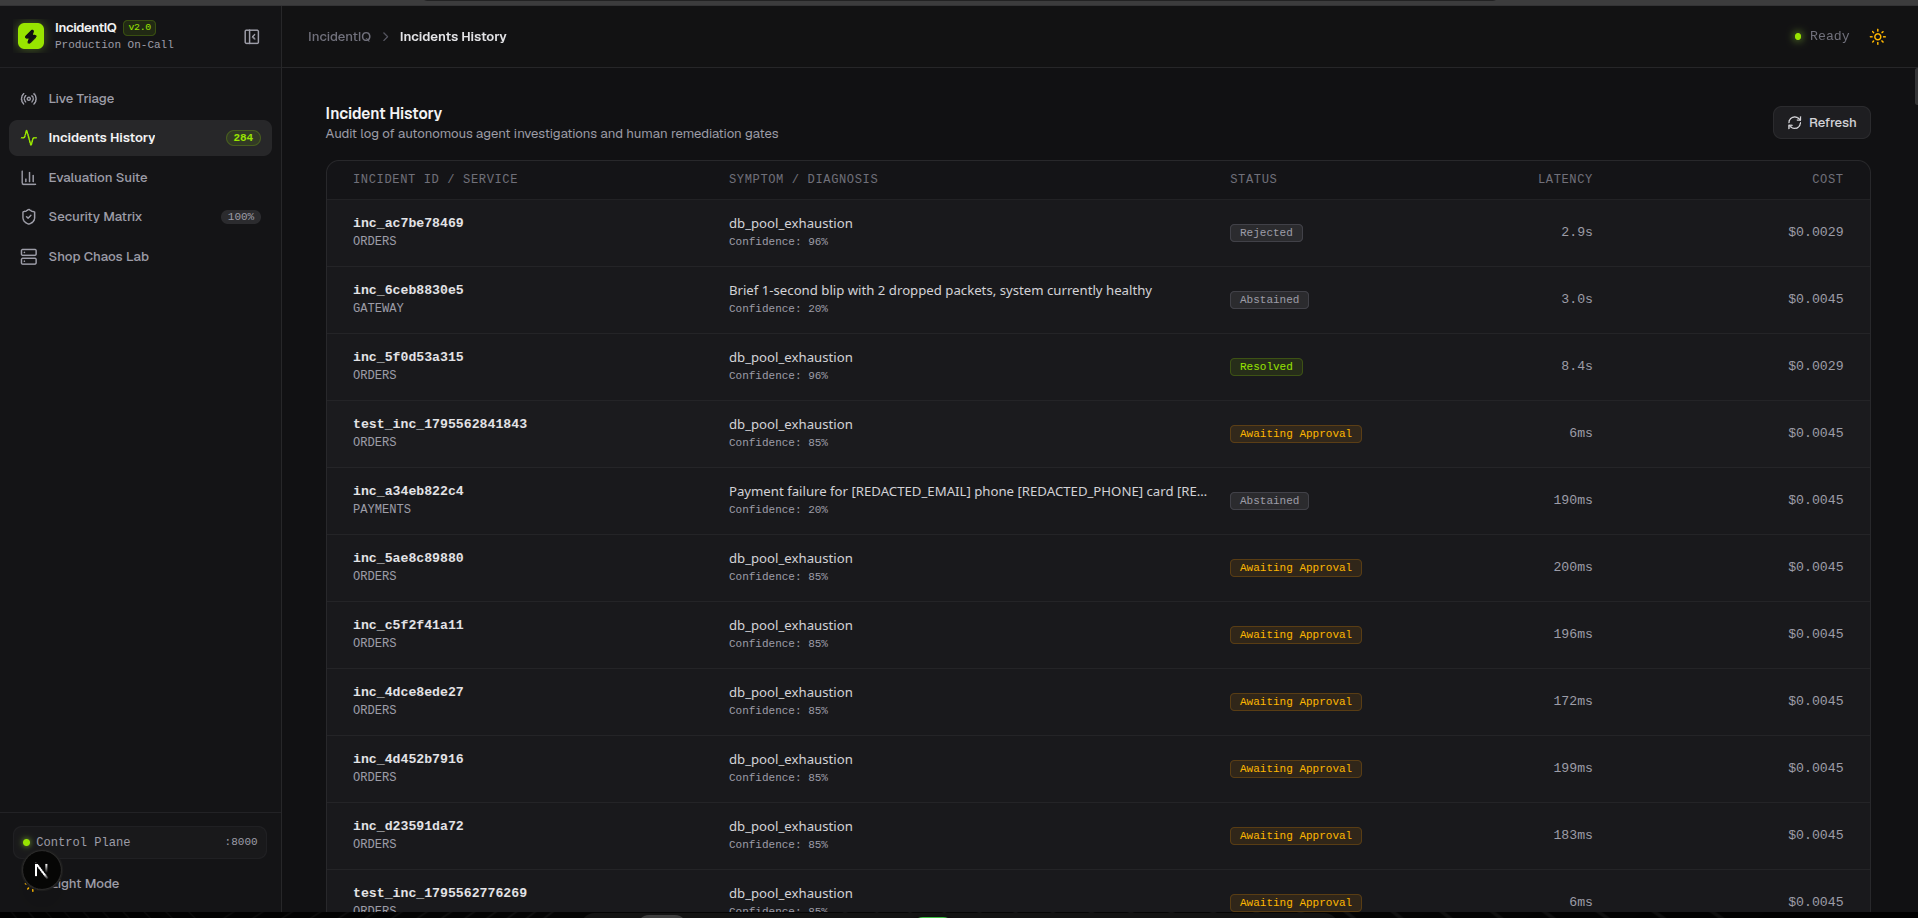 IncidentIQ v2.0
Production On-Call
IncidentIQ > Incidents History
Ready
Live Triage
Incidents History 284
Evaluation Suite
Security Matrix 100%
Shop Chaos Lab
Control Plane :8000
N
ght Mode
Incident History
Audit log of autonomous agent investigations and human remediation gates
Refresh
INCIDENT ID / SERVICE SYMPTOM / DIAGNOSIS STATUS LATENCY COST
inc_ac7be78469 db_pool_exhaustion Rejected 2.9s $0.0029
ORDERS Confidence: 96%
inc_6ceb8830e5 Brief 1-second blip with 2 dropped packets, system currently healthy Abstained 3.0s $0.0045
GATEWAY Confidence: 20%
inc_5f0d53a315 db_pool_exhaustion Resolved 8.4s $0.0029
ORDERS Confidence: 96%
test_inc_1795562841843 db_pool_exhaustion Awaiting Approval 6ms $0.0045
ORDERS Confidence: 85%
inc_a34eb822c4 Payment failure for [REDACTED_EMAIL] phone [REDACTED_PHONE] card [RE... Abstained 190ms $0.0045
PAYMENTS Confidence: 20%
inc_5ae8c89880 db_pool_exhaustion Awaiting Approval 200ms $0.0045
ORDERS Confidence: 85%
inc_c5f2f41a11 db_pool_exhaustion Awaiting Approval 196ms $0.0045
ORDERS Confidence: 85%
inc_4dce8ede27 db_pool_exhaustion Awaiting Approval 172ms $0.0045
ORDERS Confidence: 85%
inc_4d452b7916 db_pool_exhaustion Awaiting Approval 199ms $0.0045
ORDERS Confidence: 85%
inc_d23591da72 db_pool_exhaustion Awaiting Approval 183ms $0.0045
ORDERS Confidence: 85%
test_inc_1795562776269 db_pool_exhaustion Awaiting Approval 6ms $0.0045
ORDERS Confidence: 85%